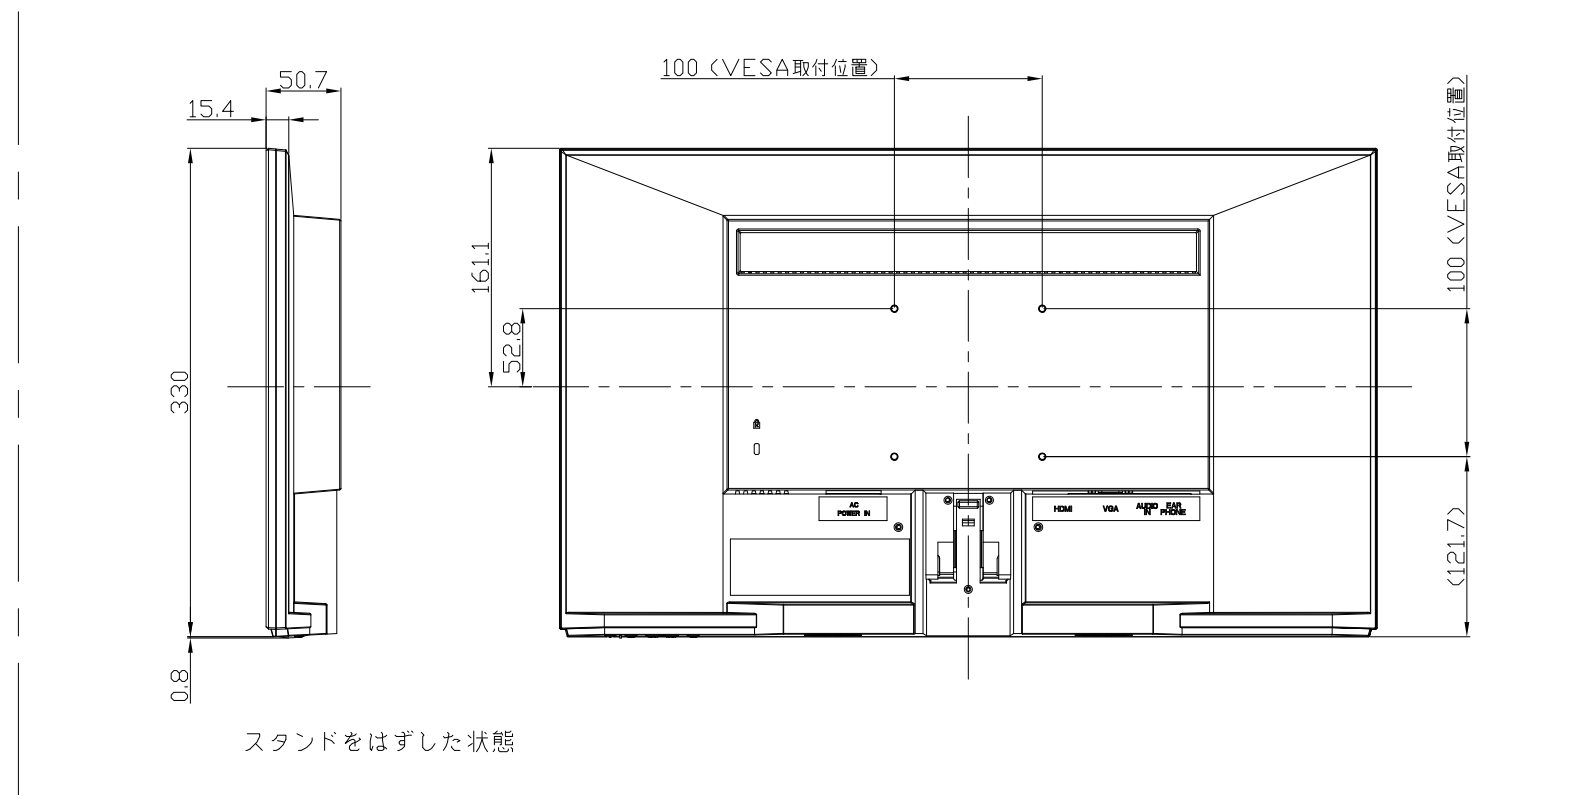 50.7
15.4
330
0.8
100 (VESA取付位置)
161.1
52.8
100 (VESA取付位置)
(121.7)
AC
POWER IN
HDMI
VGA
AUDIO
IN
EAR
PHONE
スタンドをはずした状態